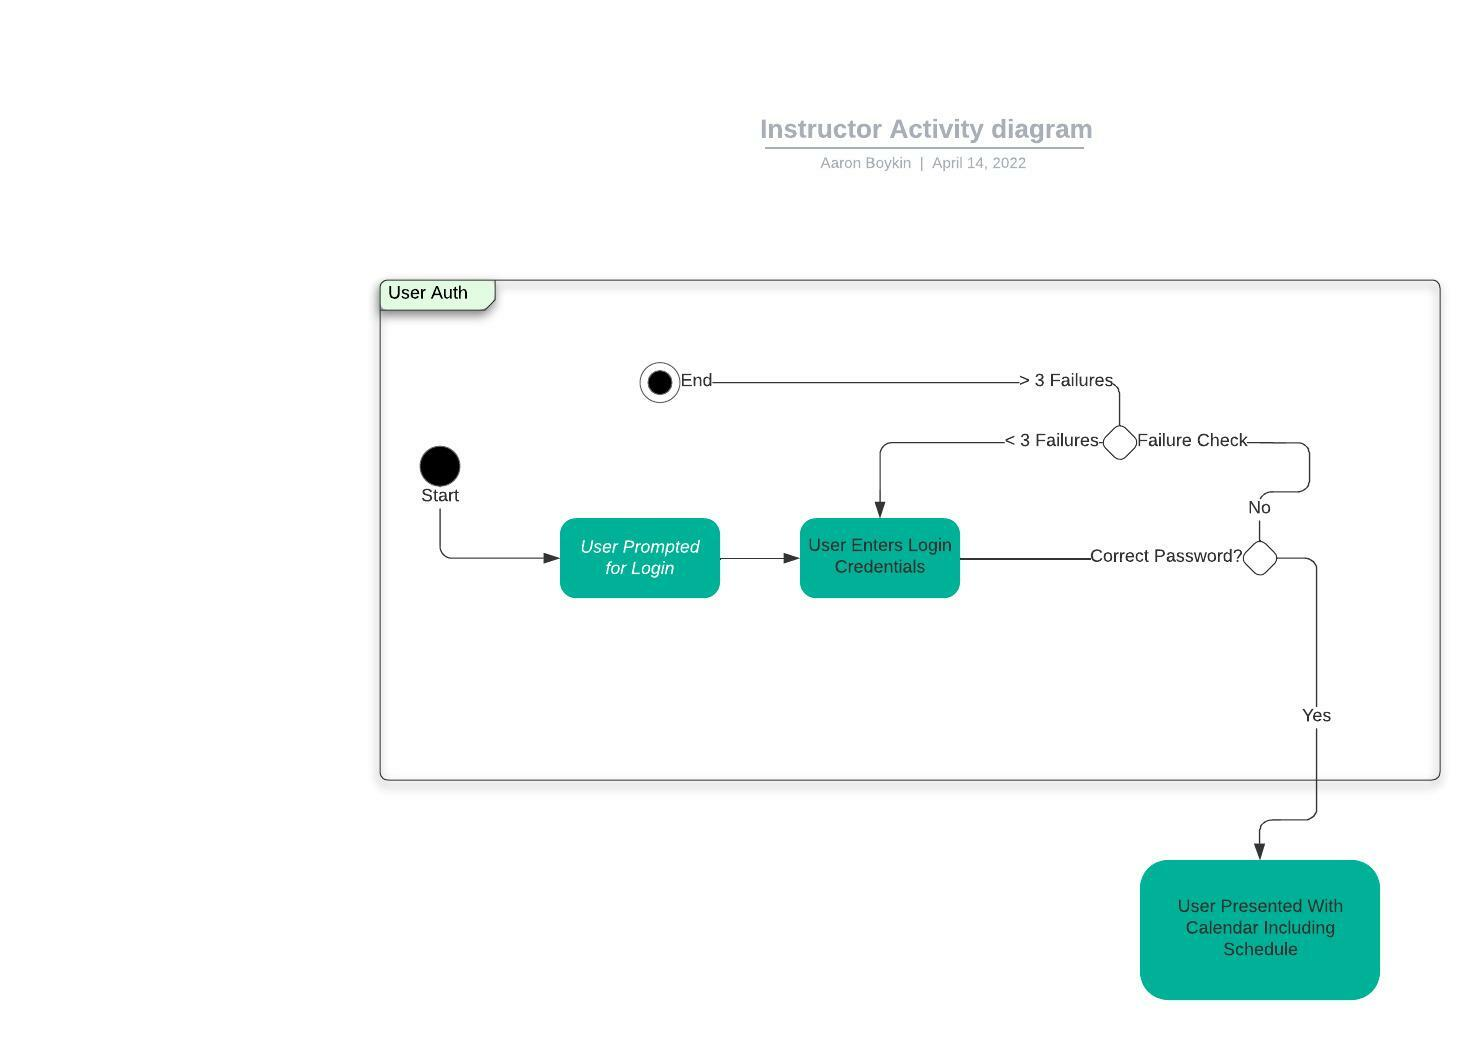 Instructor Activity diagram
Aaron Boykin | April 14, 2022
User Auth
End
> 3 Failures
< 3 Failures
Failure Check
Start
No
User Prompted
for Login
User Enters Login
Credentials
Correct Password?
Yes
User Presented With
Calendar Including
Schedule